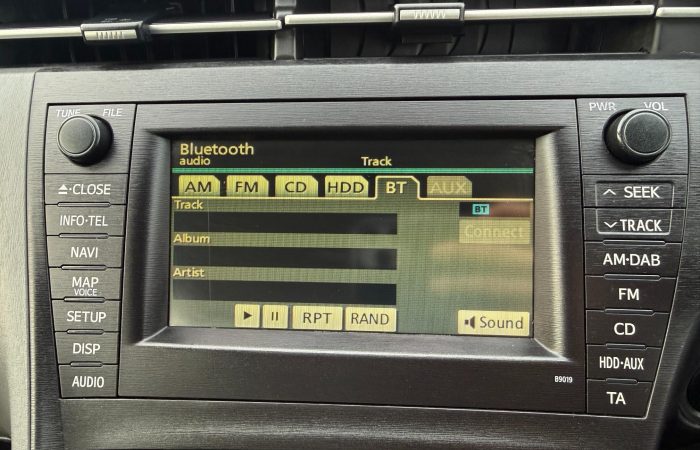 TUNE FILE
PWR VOL
Bluetooth
audio Track
AM FM CD HDD BT AUX
Track
BT
Connect
Album
Artist
RPT RAND Sound
CLOSE
INFO·TEL
NAVI
MAP
VOICE
SETUP
DISP
AUDIO
SEEK
TRACK
AM·DAB
FM
CD
HDD·AUX
TA
B9019